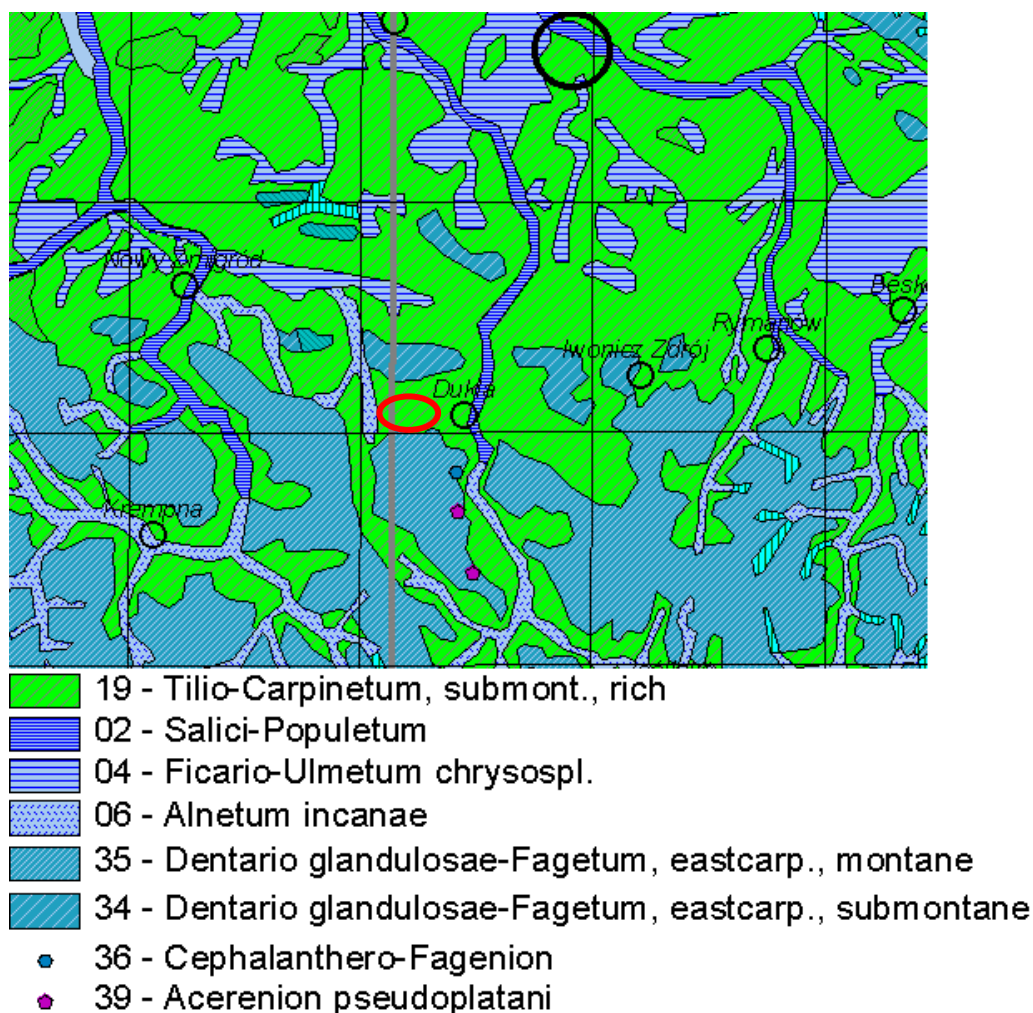 Nowy Żmigród
Besk
Rymanów
Iwonicz Zdrój
Dukla
Krempna
19 - Tilio-Carpinetum, submont., rich
02 - Salici-Populetum
04 - Ficario-Ulmetum chrysospl.
06 - Alnetum incanae
35 - Dentario glandulosae-Fagetum, eastcarp., montane
34 - Dentario glandulosae-Fagetum, eastcarp., submontane
36 - Cephalanthero-Fagenion
39 - Acerenion pseudoplatani